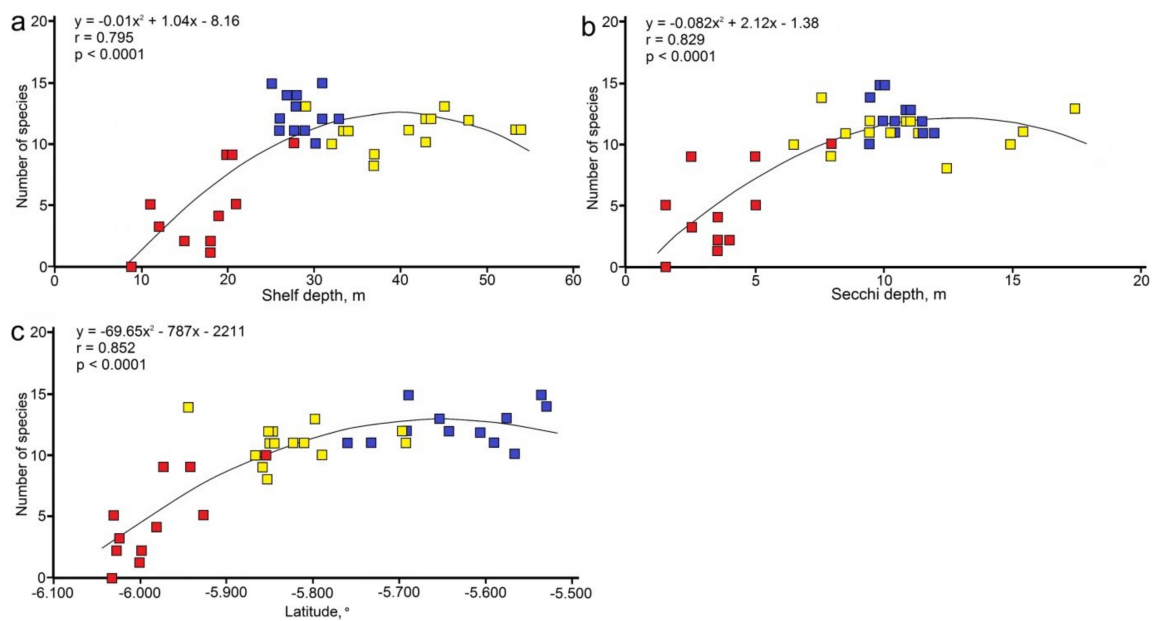 a
y = -0.01x² + 1.04x - 8.16
r = 0.795
p < 0.0001
Number of species
20
15
10
5
0
0 10 20 30 40 50 60
Shelf depth, m
b
y = -0.082x² + 2.12x - 1.38
r = 0.829
p < 0.0001
Number of species
20
15
10
5
0
0 5 10 15 20
Secchi depth, m
c
y = -69.65x² - 787x - 2211
r = 0.852
p < 0.0001
Number of species
20
15
10
5
0
-6.100 -6.000 -5.900 -5.800 -5.700 -5.600 -5.500
Latitude, °